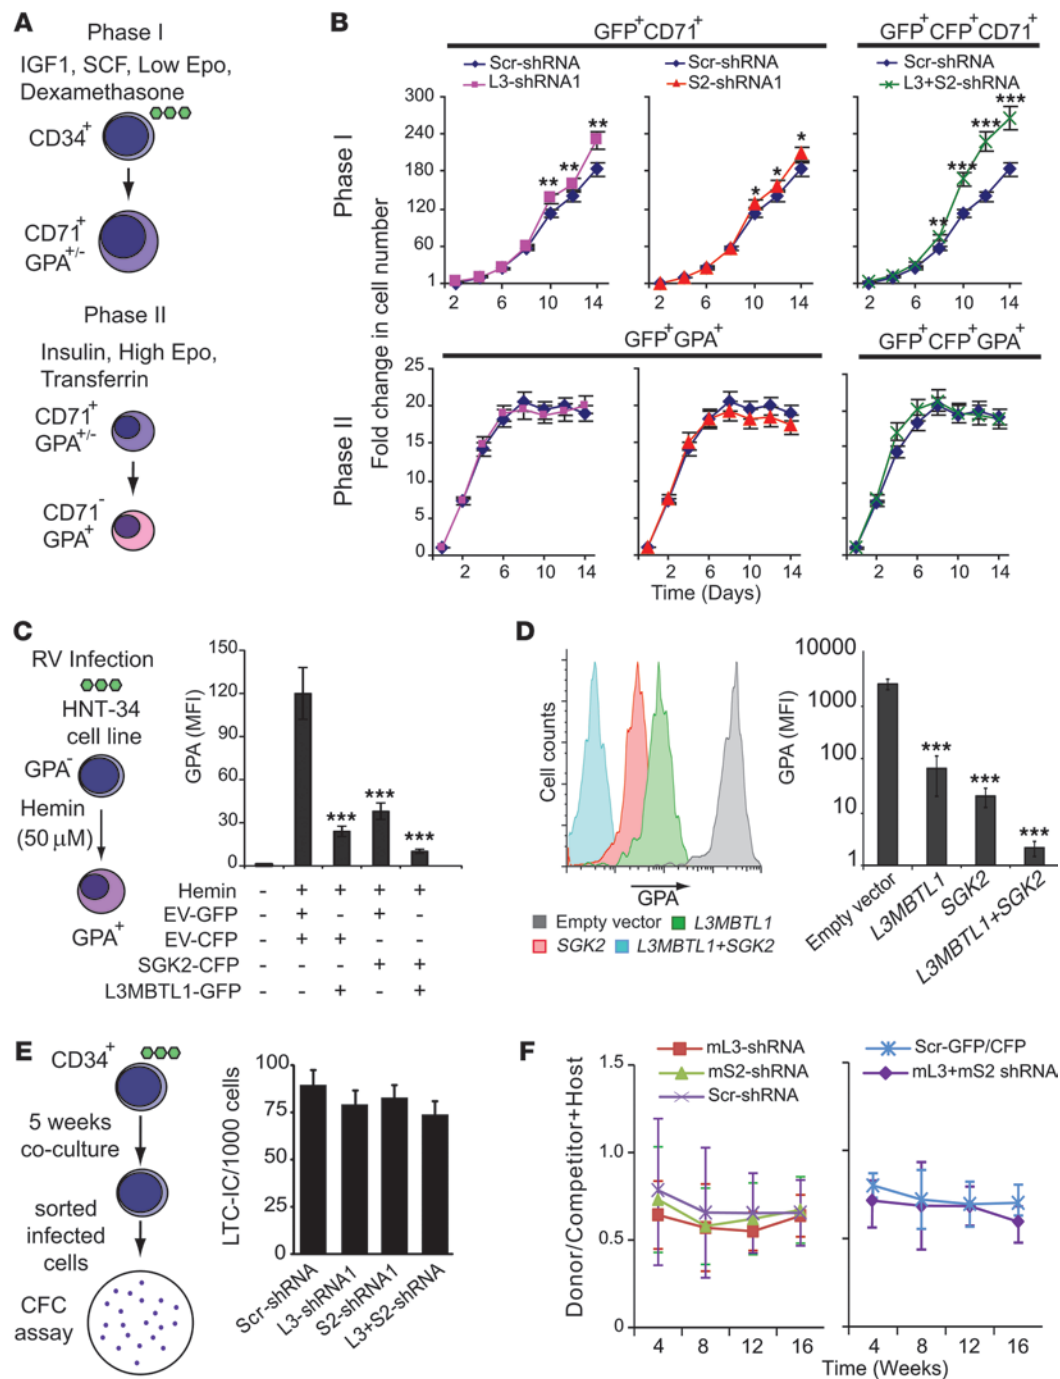 A
Phase I
IGF1, SCF, Low Epo,
Dexamethasone
CD34+
CD71+
GPA+/-
Phase II
Insulin, High Epo,
Transferrin
CD71+
GPA+/-
CD71-
GPA+
B
GFP+CD71+
GFP+CFP+CD71+
Scr-shRNA
L3-shRNA1
Scr-shRNA
S2-shRNA1
Scr-shRNA
L3+S2-shRNA
Phase I
Fold change in cell number
300
240
180
120
60
1
** ** **
* * *
** *** *** ***
2 6 10 14
2 6 10 14
2 6 10 14
GFP+GPA+
GFP+CFP+GPA+
Phase II
25
20
15
10
5
0
2 6 10 14
2 6 10 14
2 6 10 14
Time (Days)
C
RV Infection
HNT-34
cell line
GPA-
Hemin
(50 µM)
GPA+
GPA (MFI)
150
120
90
60
30
0
*** *** ***
Hemin - + + + +
EV-GFP - + - + -
EV-CFP - + + - -
SGK2-CFP - - - + +
L3MBTL1-GFP - - + - +
D
Cell counts
GPA
Empty vector
L3MBTL1
SGK2
L3MBTL1+SGK2
GPA (MFI)
10000
1000
100
10
1
*** *** ***
Empty vector
L3MBTL1
SGK2
L3MBTL1+SGK2
E
CD34+
5 weeks
co-culture
sorted
infected
cells
CFC
assay
LTC-IC/1000 cells
100
75
50
25
0
Scr-shRNA
L3-shRNA1
S2-shRNA1
L3+S2-shRNA
F
mL3-shRNA
mS2-shRNA
Scr-shRNA
Scr-GFP/CFP
mL3+mS2 shRNA
Donor/Competitor+Host
1.5
1.0
0.5
0
4 8 12 16
4 8 12 16
Time (Weeks)